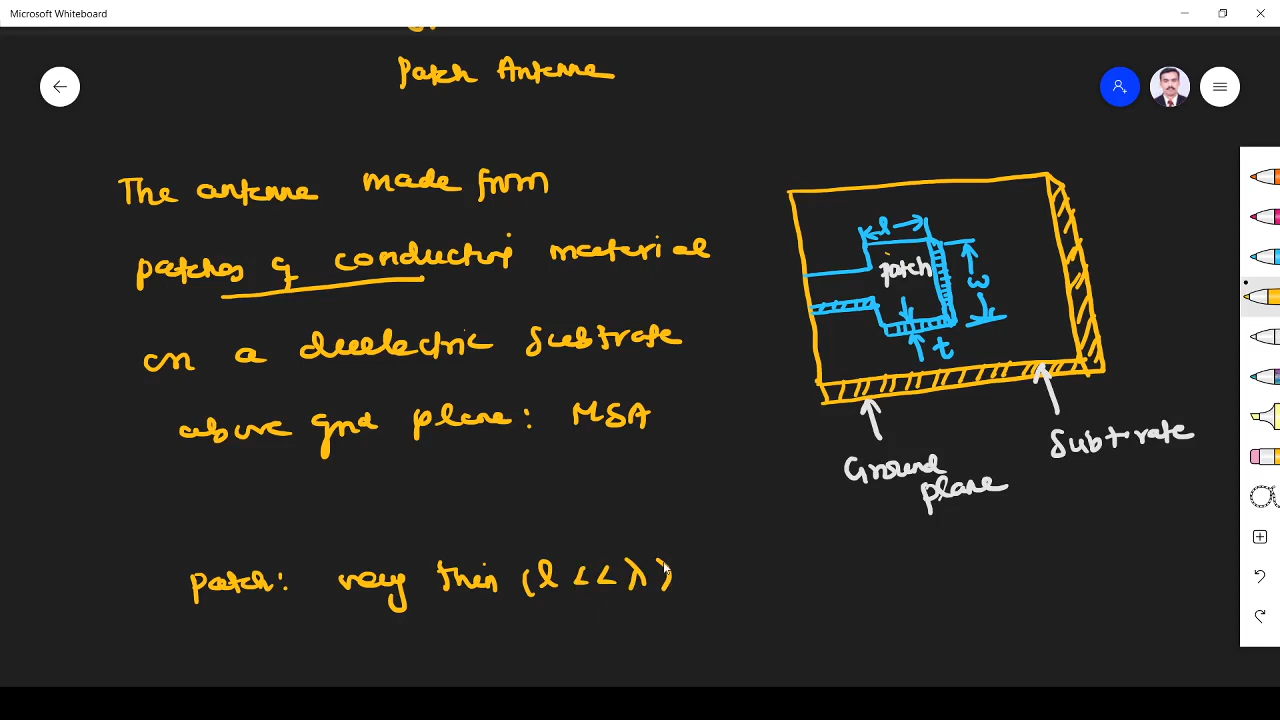 Microsoft Whiteboard
Patch Antenna
The antenna made from
patches of conducting material
on a dielectric substrate
above gnd plane: MSA
patch: very thin (l << λ)
l
patch
w
t
Ground
plane
Substrate